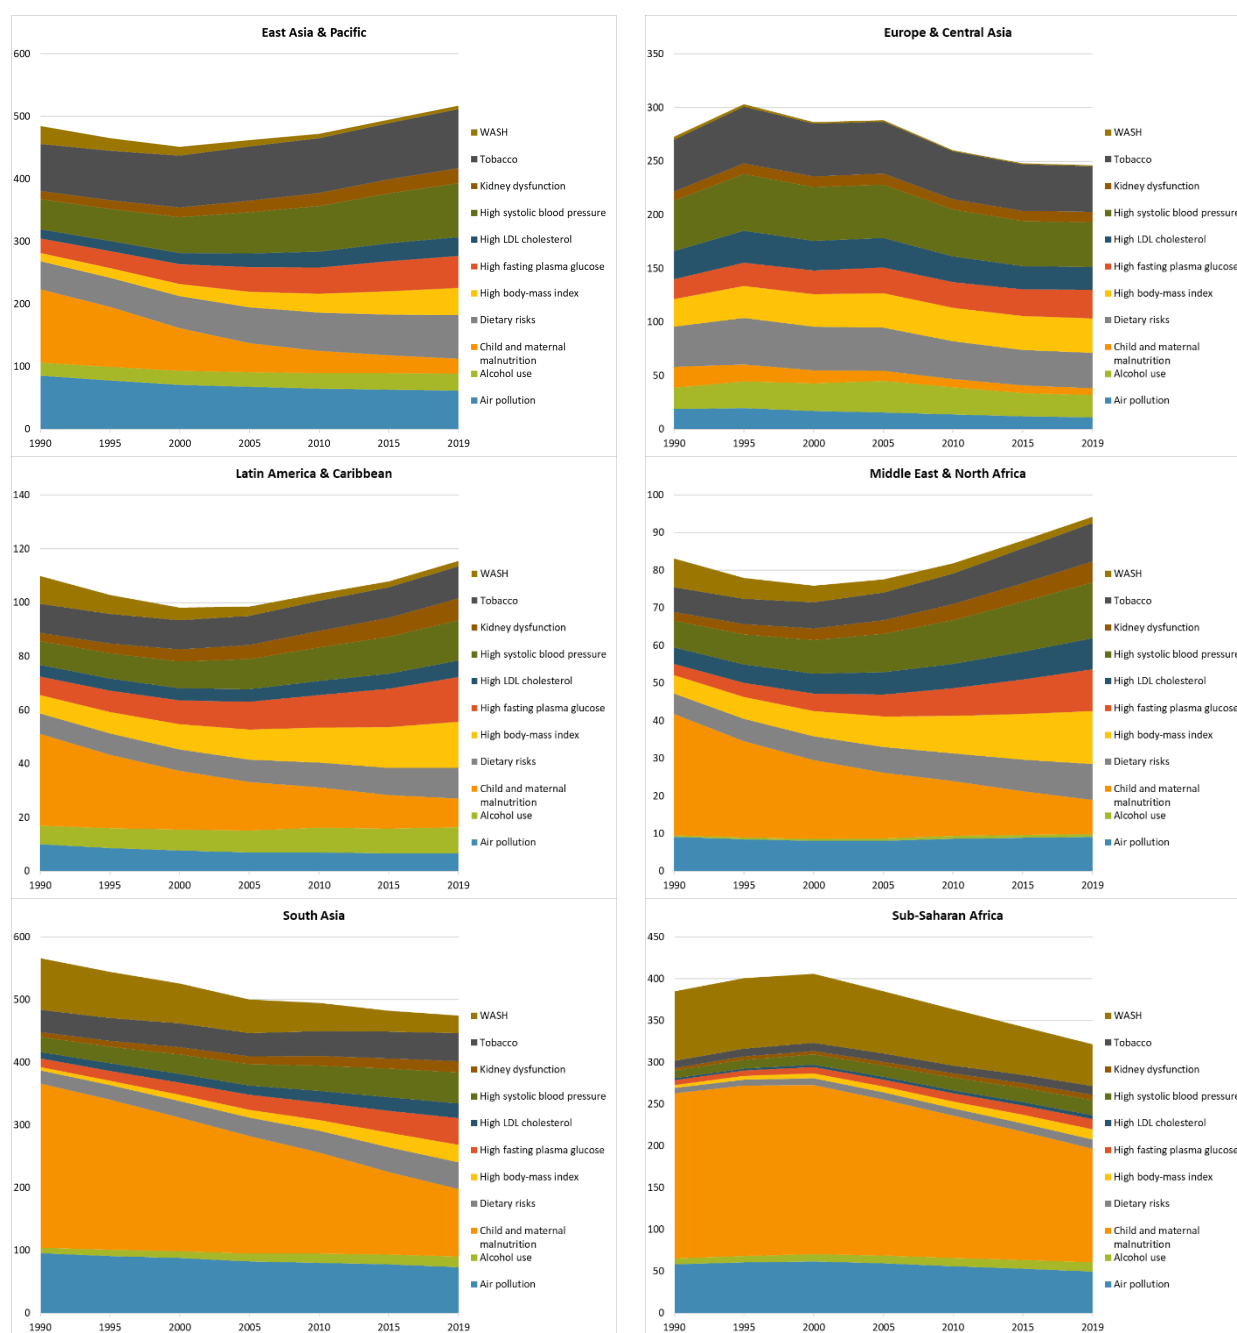 East Asia & Pacific
600
500
400
300
200
100
0
1990 1995 2000 2005 2010 2015 2019
WASH
Tobacco
Kidney dysfunction
High systolic blood pressure
High LDL cholesterol
High fasting plasma glucose
High body-mass index
Dietary risks
Child and maternal
malnutrition
Alcohol use
Air pollution
Europe & Central Asia
350
300
250
200
150
100
50
0
1990 1995 2000 2005 2010 2015 2019
WASH
Tobacco
Kidney dysfunction
High systolic blood pressure
High LDL cholesterol
High fasting plasma glucose
High body-mass index
Dietary risks
Child and maternal
malnutrition
Alcohol use
Air pollution
Latin America & Caribbean
140
120
100
80
60
40
20
0
1990 1995 2000 2005 2010 2015 2019
WASH
Tobacco
Kidney dysfunction
High systolic blood pressure
High LDL cholesterol
High fasting plasma glucose
High body-mass index
Dietary risks
Child and maternal
malnutrition
Alcohol use
Air pollution
Middle East & North Africa
100
90
80
70
60
50
40
30
20
10
0
1990 1995 2000 2005 2010 2015 2019
WASH
Tobacco
Kidney dysfunction
High systolic blood pressure
High LDL cholesterol
High fasting plasma glucose
High body-mass index
Dietary risks
Child and maternal
malnutrition
Alcohol use
Air pollution
South Asia
600
500
400
300
200
100
0
1990 1995 2000 2005 2010 2015 2019
WASH
Tobacco
Kidney dysfunction
High systolic blood pressure
High LDL cholesterol
High fasting plasma glucose
High body-mass index
Dietary risks
Child and maternal
malnutrition
Alcohol use
Air pollution
Sub-Saharan Africa
450
400
350
300
250
200
150
100
50
0
1990 1995 2000 2005 2010 2015 2019
WASH
Tobacco
Kidney dysfunction
High systolic blood pressure
High LDL cholesterol
High fasting plasma glucose
High body-mass index
Dietary risks
Child and maternal
malnutrition
Alcohol use
Air pollution